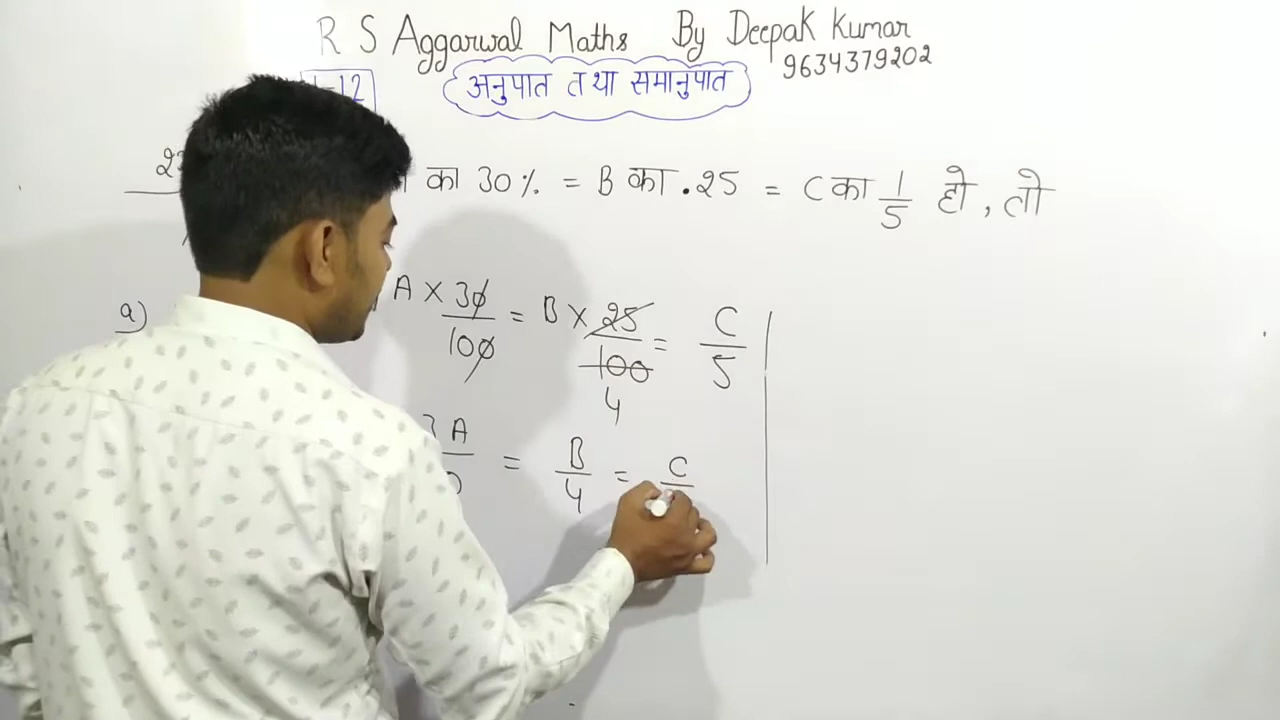 R S Aggarwal Maths By Deepak Kumar
9634379202
12 अनुपात तथा समानुपात
का 30% = B का .25 = C का 1/5 हो, तो
a) A × 30/100 = B × 25/100 = C/5
4
3A = B/4 = C